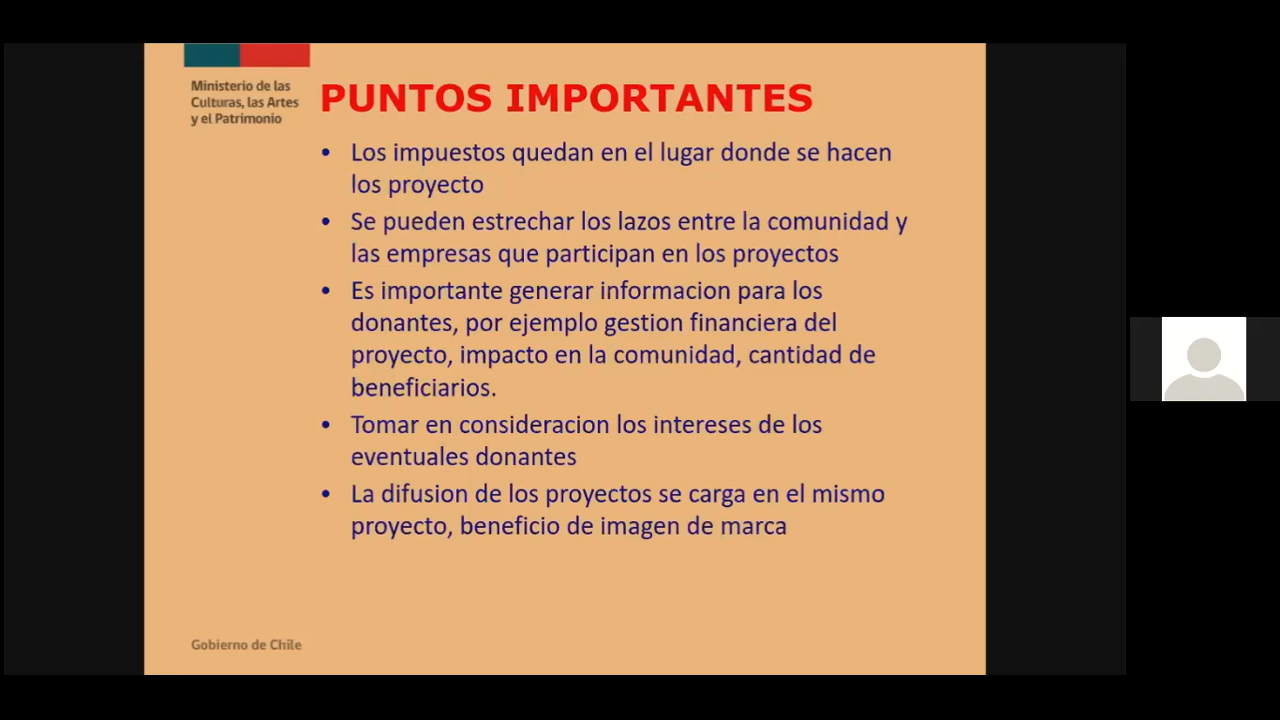 Ministerio de las
Culturas, las Artes
y el Patrimonio
PUNTOS IMPORTANTES
• Los impuestos quedan en el lugar donde se hacen
los proyecto
• Se pueden estrechar los lazos entre la comunidad y
las empresas que participan en los proyectos
• Es importante generar informacion para los
donantes, por ejemplo gestion financiera del
proyecto, impacto en la comunidad, cantidad de
beneficiarios.
• Tomar en consideracion los intereses de los
eventuales donantes
• La difusion de los proyectos se carga en el mismo
proyecto, beneficio de imagen de marca
Gobierno de Chile